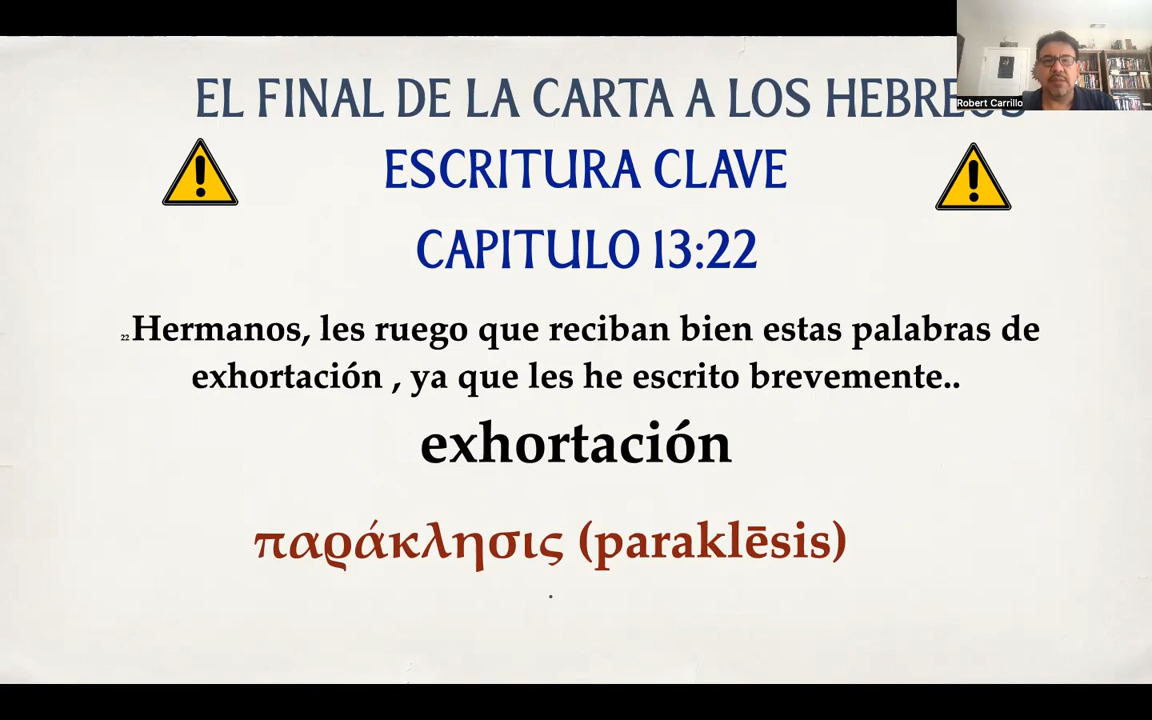 EL FINAL DE LA CARTA A LOS HEBREOS
Robert Carrillo
ESCRITURA CLAVE
CAPITULO 13:22
22Hermanos, les ruego que reciban bien estas palabras de
exhortación , ya que les he escrito brevemente..
exhortación
παράκλησις (paraklēsis)
.